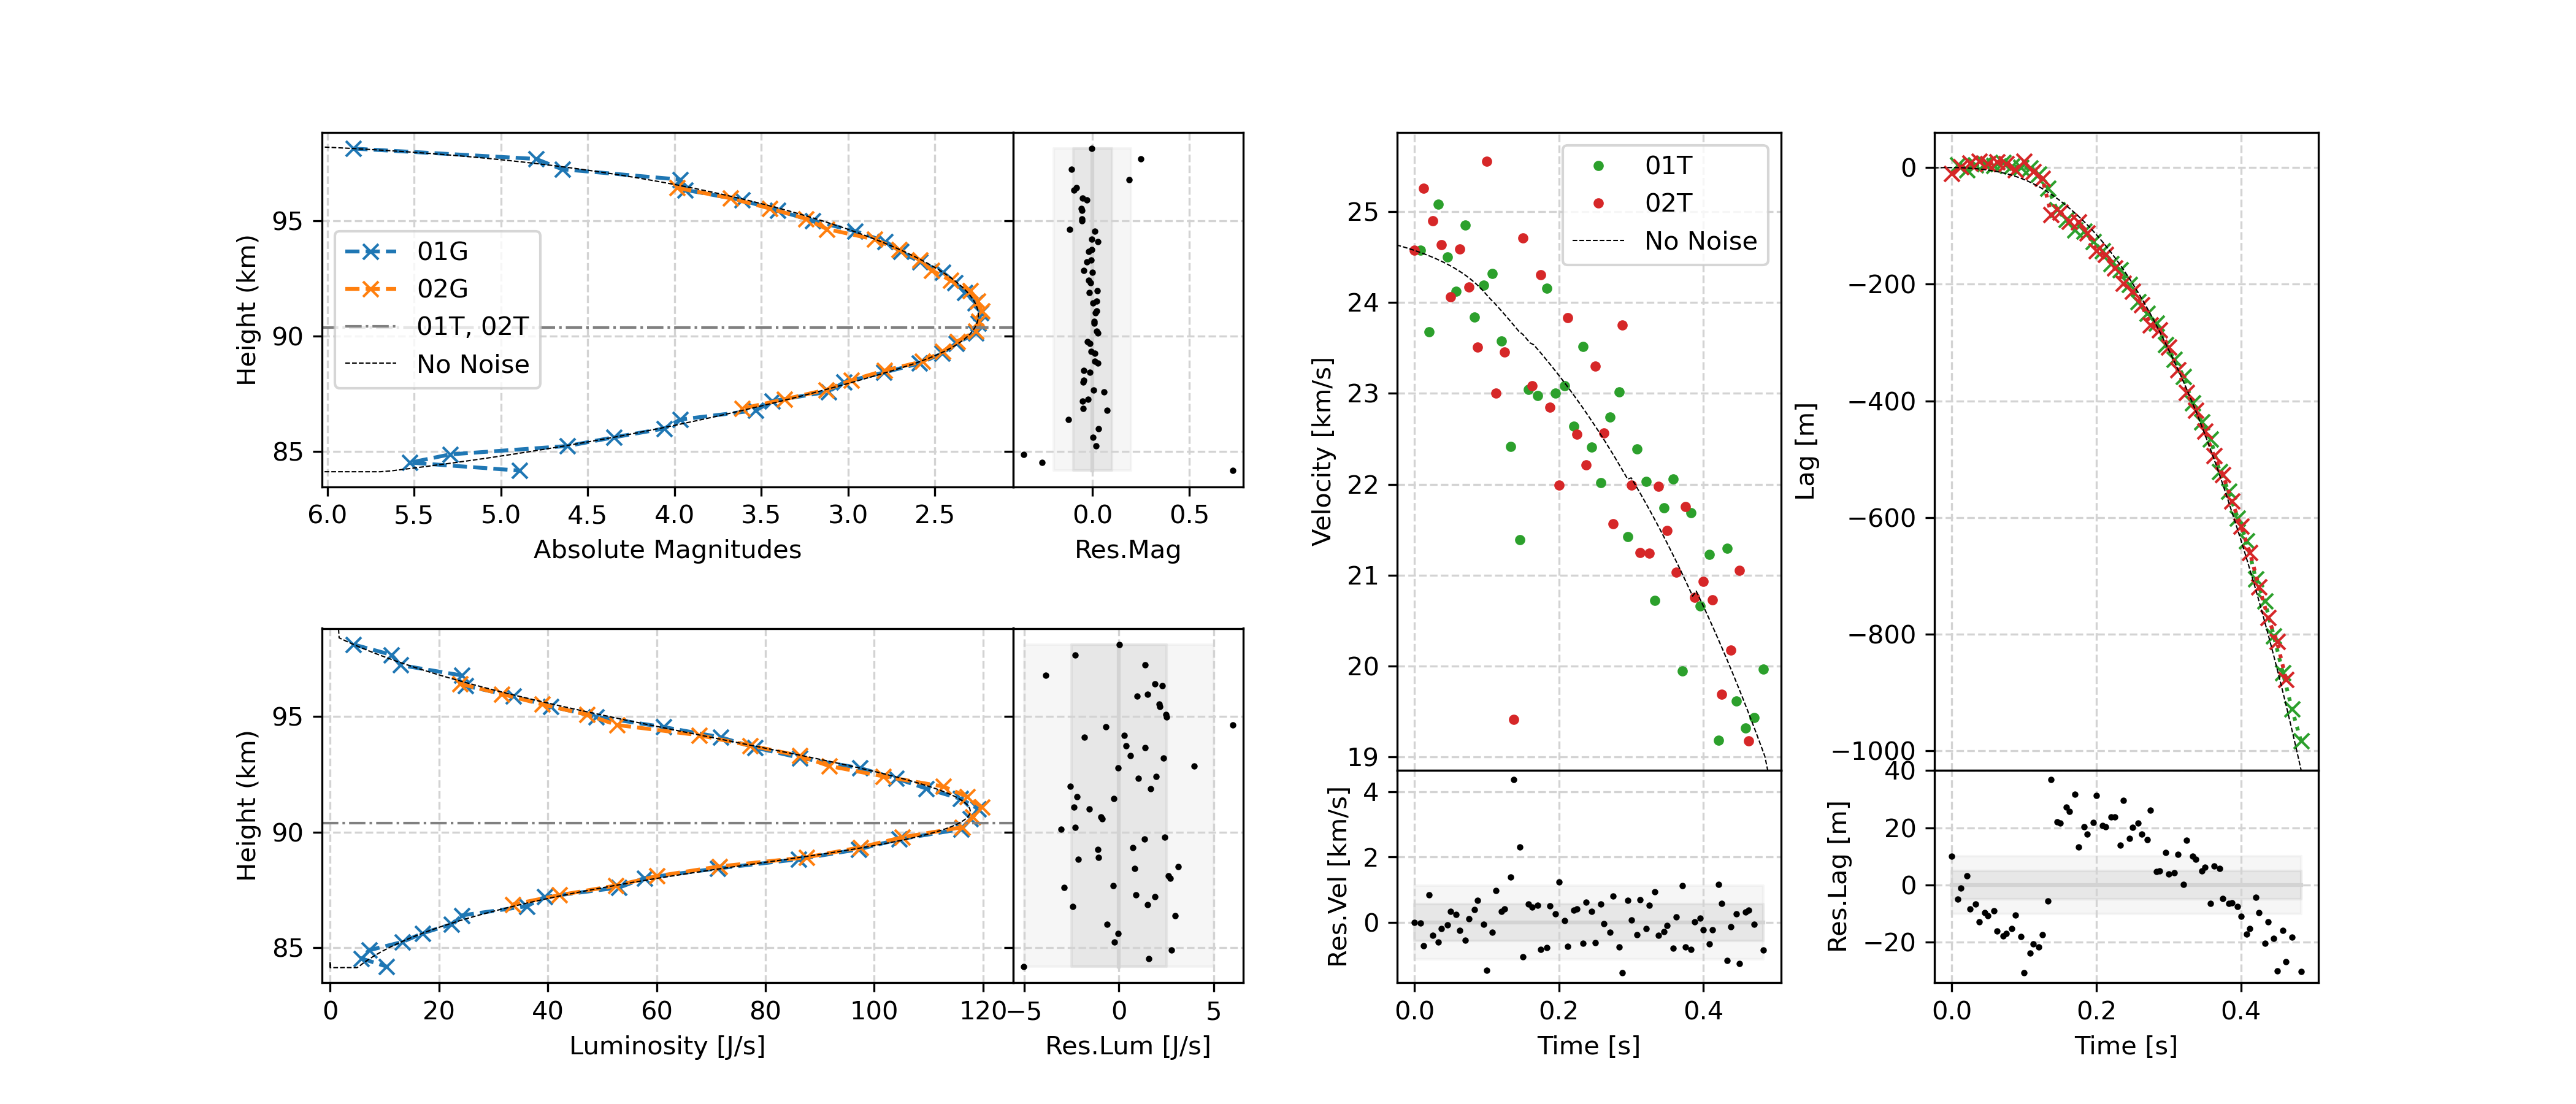 95
90
85
Height (km)
01G
02G
01T, 02T
No Noise
6.0 5.5 5.0 4.5 4.0 3.5 3.0 2.5
Absolute Magnitudes
0.0 0.5
Res.Mag
95
90
85
Height (km)
0 20 40 60 80 100 120
Luminosity [J/s]
−5 0 5
Res.Lum [J/s]
25
24
23
22
21
20
19
Velocity [km/s]
01T
02T
No Noise
4
2
0
Res.Vel [km/s]
0.0 0.2 0.4
Time [s]
0
−200
−400
−600
−800
−1000
Lag [m]
40
20
0
−20
Res.Lag [m]
0.0 0.2 0.4
Time [s]